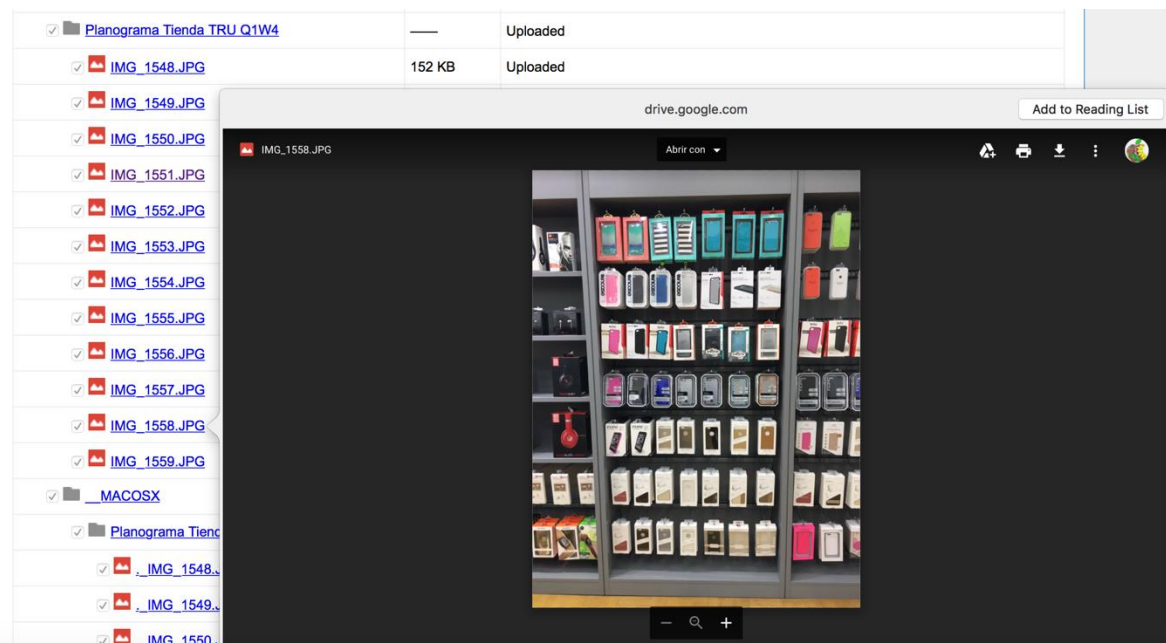 Planograma Tienda TRU Q1W4 —— Uploaded
IMG_1548.JPG 152 KB Uploaded
IMG_1549.JPG
drive.google.com Add to Reading List
IMG_1550.JPG
IMG_1558.JPG Abrir con
IMG_1551.JPG
IMG_1552.JPG
IMG_1553.JPG
IMG_1554.JPG
IMG_1555.JPG
IMG_1556.JPG
IMG_1557.JPG
IMG_1558.JPG
IMG_1559.JPG
__MACOSX
Planograma Tienc
._IMG_1548.J
._IMG_1549.J
._IMG_1550.